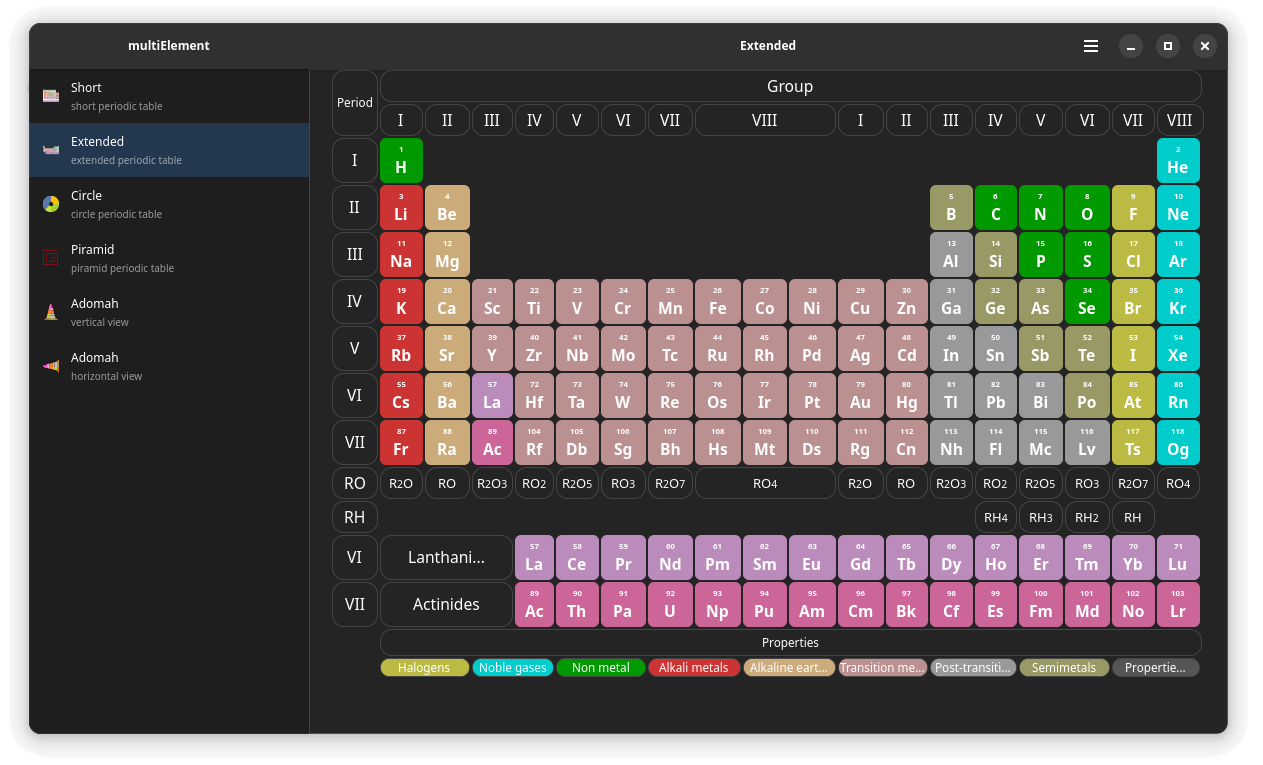 multiElement
Extended
Short
short periodic table
Extended
extended periodic table
Circle
circle periodic table
Piramid
piramid periodic table
Adomah
vertical view
Adomah
horizontal view
Period
Group
I II III IV V VI VII VIII I II III IV V VI VII VIII
1 2
I H He
3 4 5 6 7 8 9 10
II Li Be B C N O F Ne
11 12 13 14 15 16 17 18
III Na Mg Al Si P S Cl Ar
19 20 21 22 23 24 25 26 27 28 29 30 31 32 33 34 35 36
IV K Ca Sc Ti V Cr Mn Fe Co Ni Cu Zn Ga Ge As Se Br Kr
37 38 39 40 41 42 43 44 45 46 47 48 49 50 51 52 53 54
V Rb Sr Y Zr Nb Mo Tc Ru Rh Pd Ag Cd In Sn Sb Te I Xe
55 56 57 72 73 74 75 76 77 78 79 80 81 82 83 84 85 86
VI Cs Ba La Hf Ta W Re Os Ir Pt Au Hg Tl Pb Bi Po At Rn
87 88 89 104 105 106 107 108 109 110 111 112 113 114 115 116 117 118
VII Fr Ra Ac Rf Db Sg Bh Hs Mt Ds Rg Cn Nh Fl Mc Lv Ts Og
RO R2O RO R2O3 RO2 R2O5 RO3 R2O7 RO4 R2O RO R2O3 RO2 R2O5 RO3 R2O7 RO4
RH RH4 RH3 RH2 RH
57 58 59 60 61 62 63 64 65 66 67 68 69 70 71
VI Lanthani... La Ce Pr Nd Pm Sm Eu Gd Tb Dy Ho Er Tm Yb Lu
89 90 91 92 93 94 95 96 97 98 99 100 101 102 103
VII Actinides Ac Th Pa U Np Pu Am Cm Bk Cf Es Fm Md No Lr
Properties
Halogens Noble gases Non metal Alkali metals Alkaline eart... Transition me... Post-transiti... Semimetals Propertie...